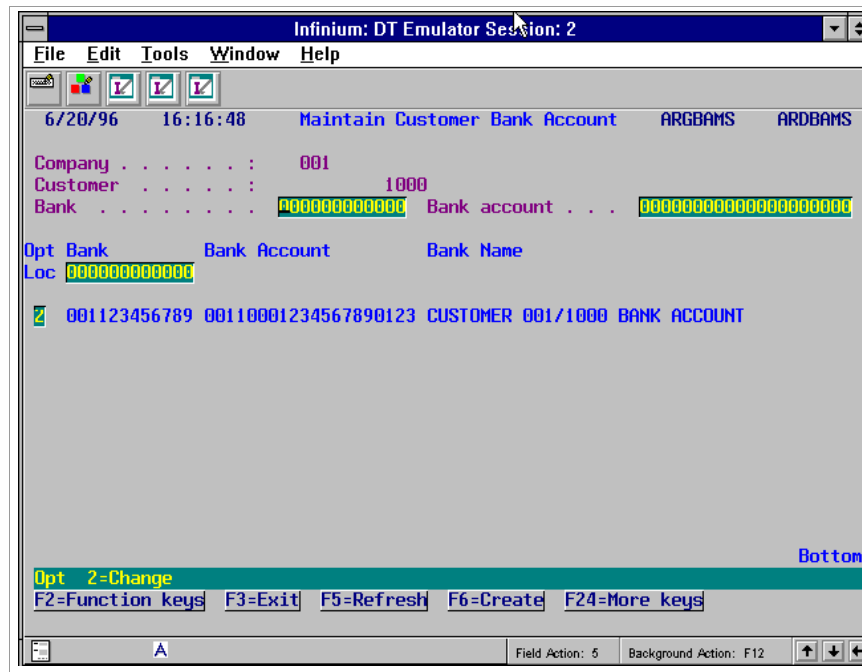 Infinium: DT Emulator Session: 2
File Edit Tools Window Help
6/20/96 16:16:48 Maintain Customer Bank Account ARGBAMS ARDBAMS
Company . . . . . . : 001
Customer . . . . . : 1000
Bank . . . . . . . . 000000000000 Bank account . . . 00000000000000000000
Opt Bank Bank Account Bank Name
Loc 000000000000
2 001123456789 00110001234567890123 CUSTOMER 001/1000 BANK ACCOUNT
Bottom
Opt 2=Change
F2=Function keys F3=Exit F5=Refresh F6=Create F24=More keys
A Field Action: 5 Background Action: F12